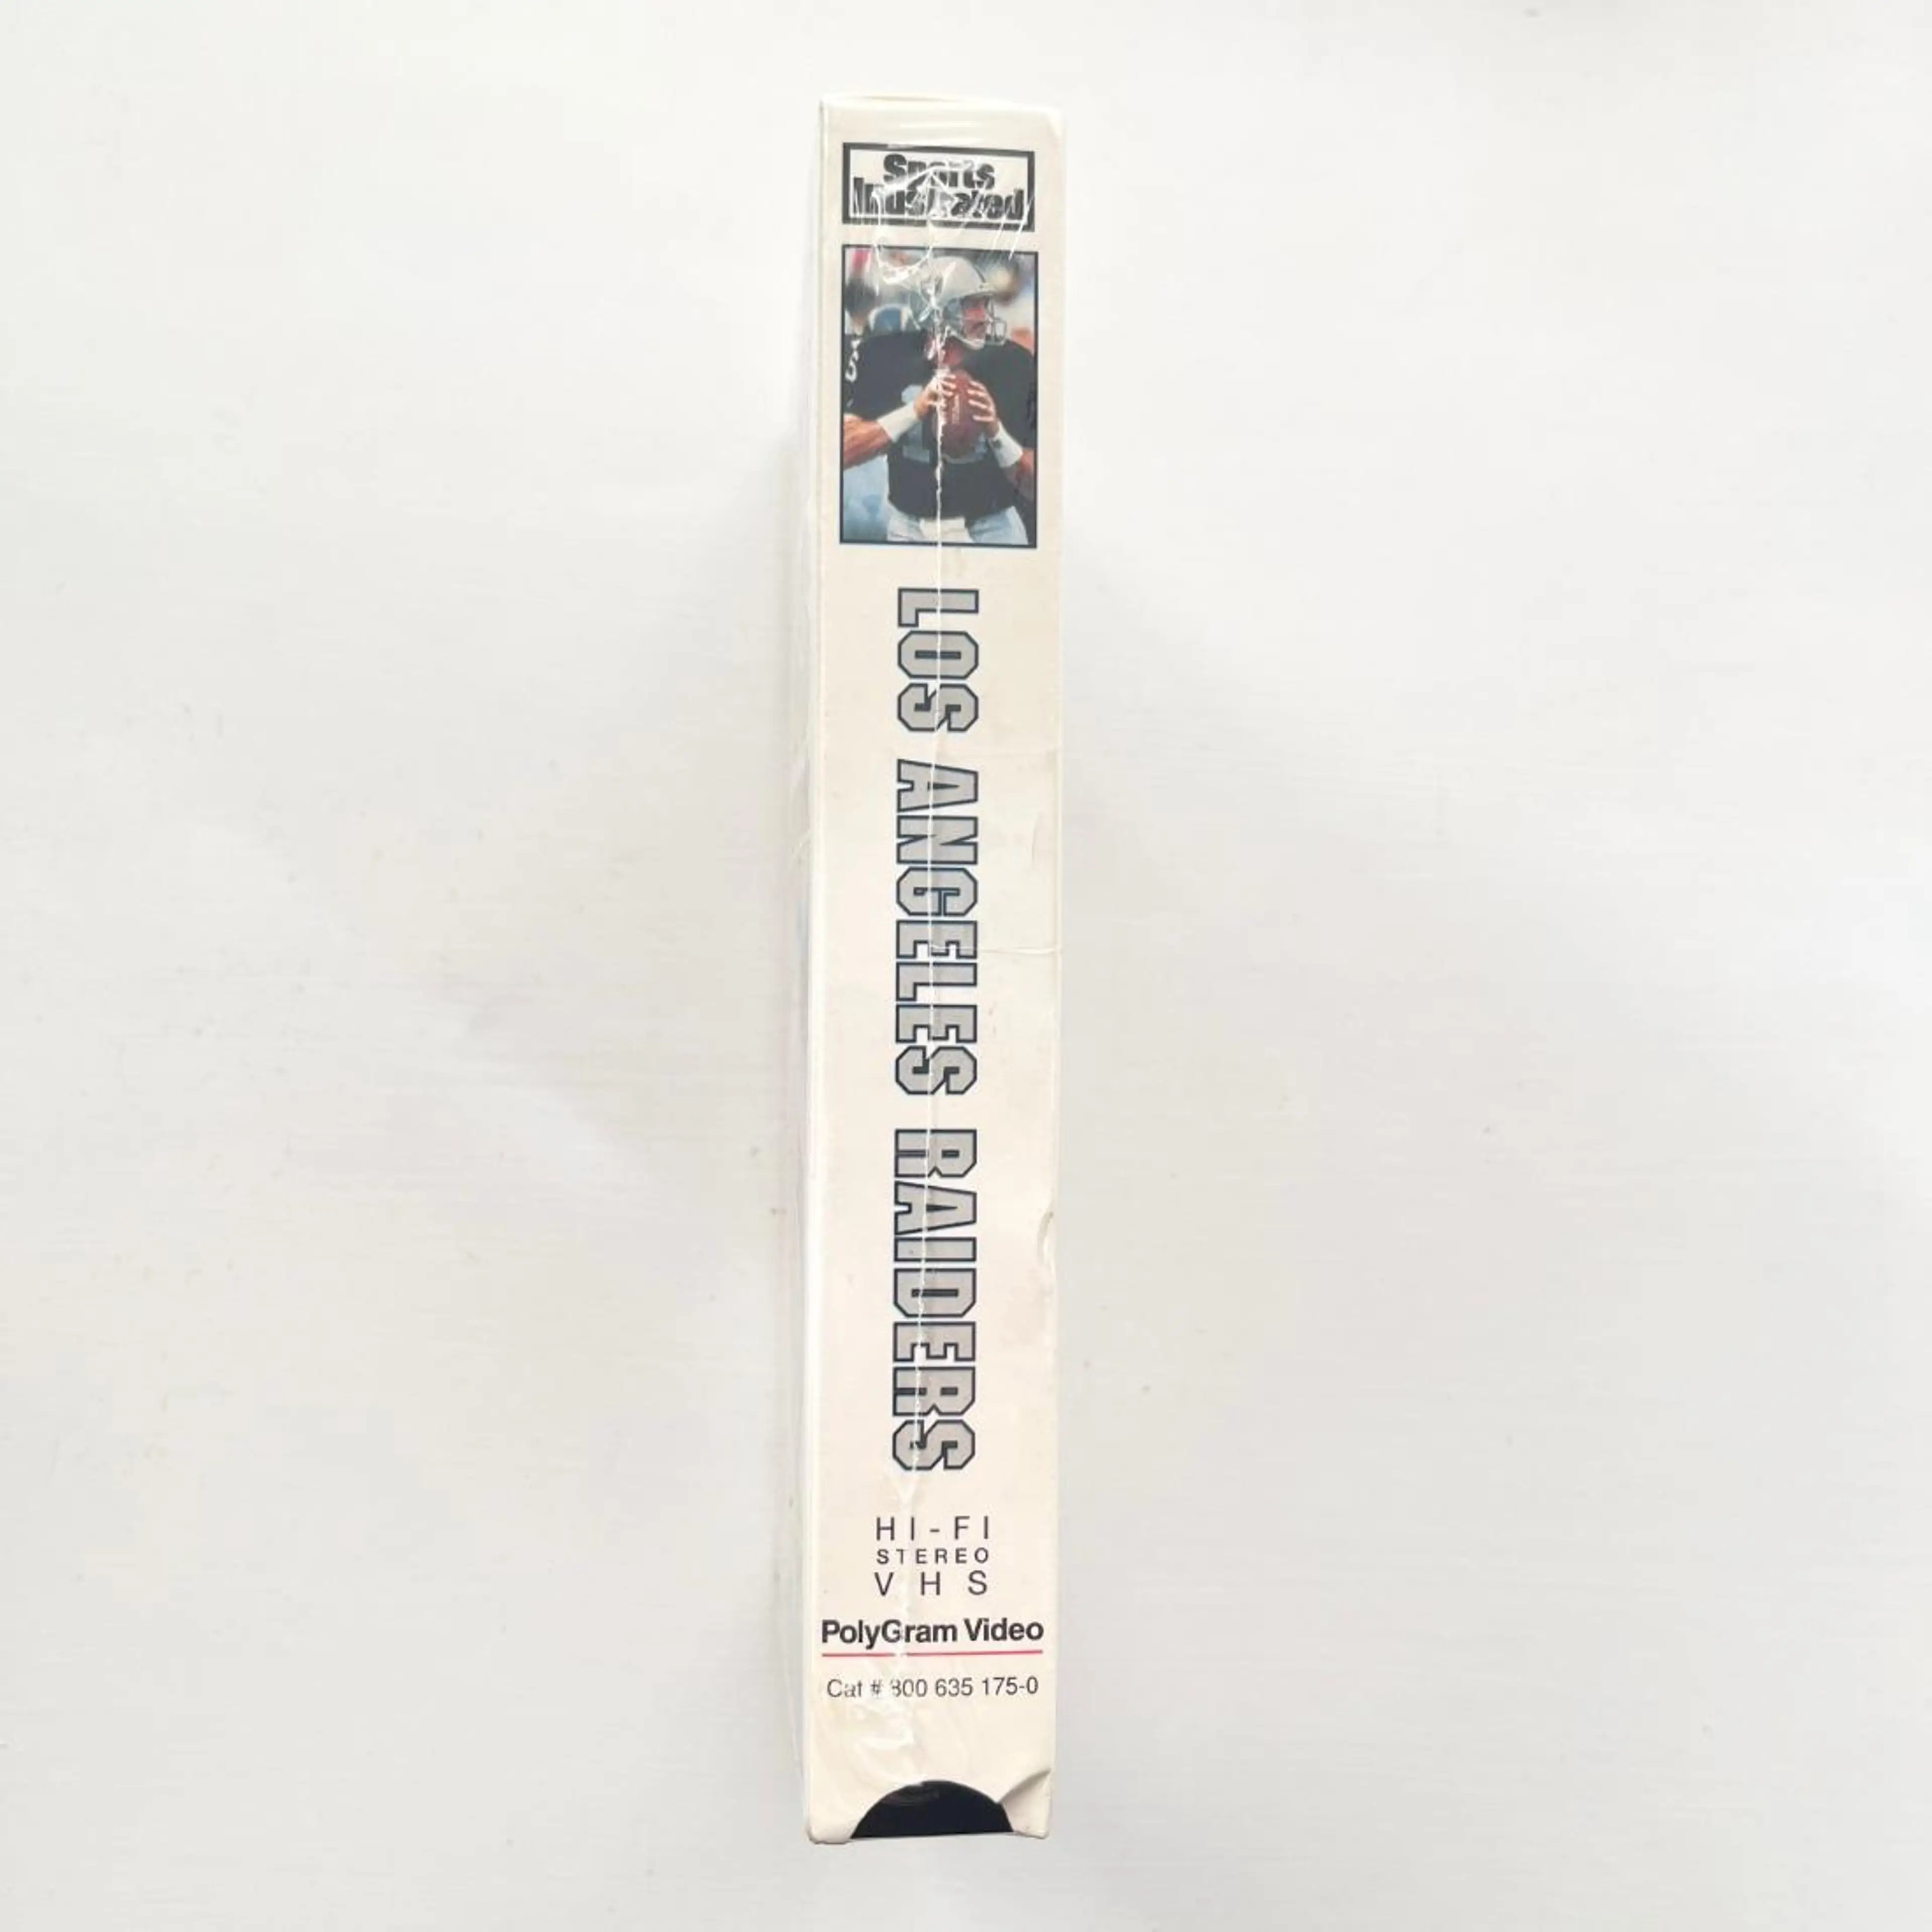 Sports
Illustrated
LOS ANGELES RAIDERS
HI-FI
STEREO
VHS
PolyGram Video
Cat # 800 635 175-0